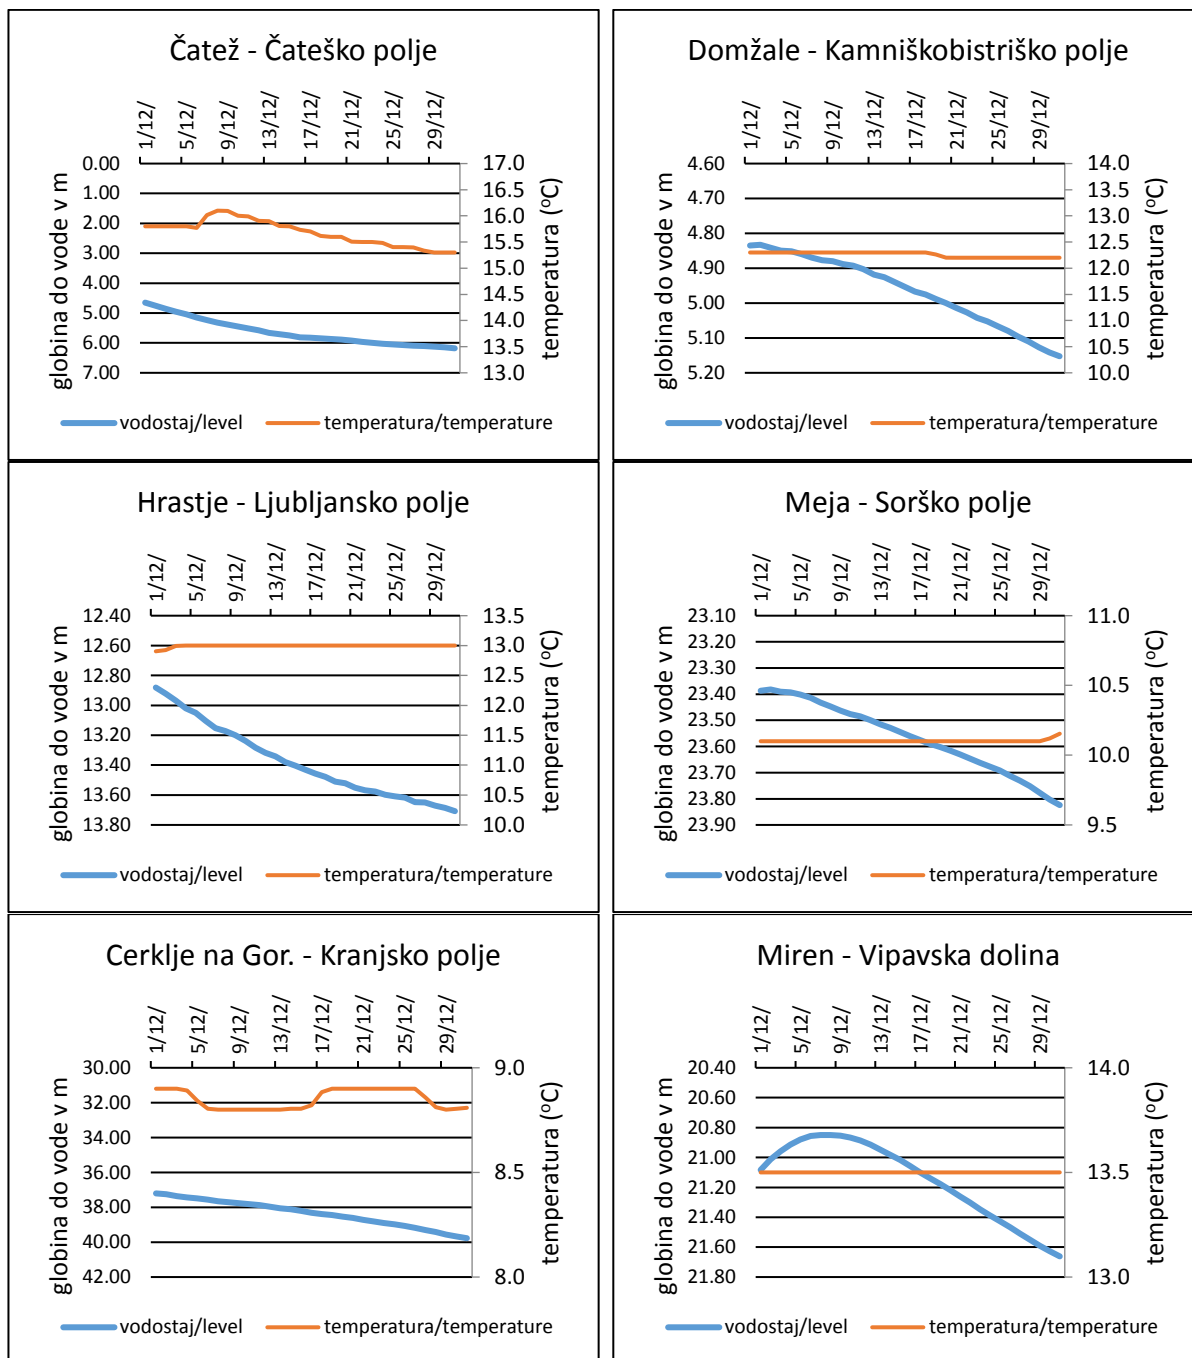 Čatež - Čateško polje
1/12/ 5/12/ 9/12/ 13/12/ 17/12/ 21/12/ 25/12/ 29/12/
globina do vode v m
0.00
1.00
2.00
3.00
4.00
5.00
6.00
7.00
17.0
16.5
16.0
15.5
15.0
14.5
14.0
13.5
13.0
temperatura (°C)
vodostaj/level temperatura/temperature
Domžale - Kamniškobistriško polje
1/12/ 5/12/ 9/12/ 13/12/ 17/12/ 21/12/ 25/12/ 29/12/
globina do vode v m
4.60
4.70
4.80
4.90
5.00
5.10
5.20
14.0
13.5
13.0
12.5
12.0
11.5
11.0
10.5
10.0
temperatura (°C)
vodostaj/level temperatura/temperature
Hrastje - Ljubljansko polje
1/12/ 5/12/ 9/12/ 13/12/ 17/12/ 21/12/ 25/12/ 29/12/
globina do vode v m
12.40
12.60
12.80
13.00
13.20
13.40
13.60
13.80
13.5
13.0
12.5
12.0
11.5
11.0
10.5
10.0
temperatura (°C)
vodostaj/level temperatura/temperature
Meja - Sorško polje
1/12/ 5/12/ 9/12/ 13/12/ 17/12/ 21/12/ 25/12/ 29/12/
globina do vode v m
23.10
23.20
23.30
23.40
23.50
23.60
23.70
23.80
23.90
11.0
10.5
10.0
9.5
temperatura (°C)
vodostaj/level temperatura/temperature
Cerklje na Gor. - Kranjsko polje
1/12/ 5/12/ 9/12/ 13/12/ 17/12/ 21/12/ 25/12/ 29/12/
globina do vode v m
30.00
32.00
34.00
36.00
38.00
40.00
42.00
9.0
8.5
8.0
temperatura (°C)
vodostaj/level temperatura/temperature
Miren - Vipavska dolina
1/12/ 5/12/ 9/12/ 13/12/ 17/12/ 21/12/ 25/12/ 29/12/
globina do vode v m
20.40
20.60
20.80
21.00
21.20
21.40
21.60
21.80
14.0
13.5
13.0
temperatura (°C)
vodostaj/level temperatura/temperature